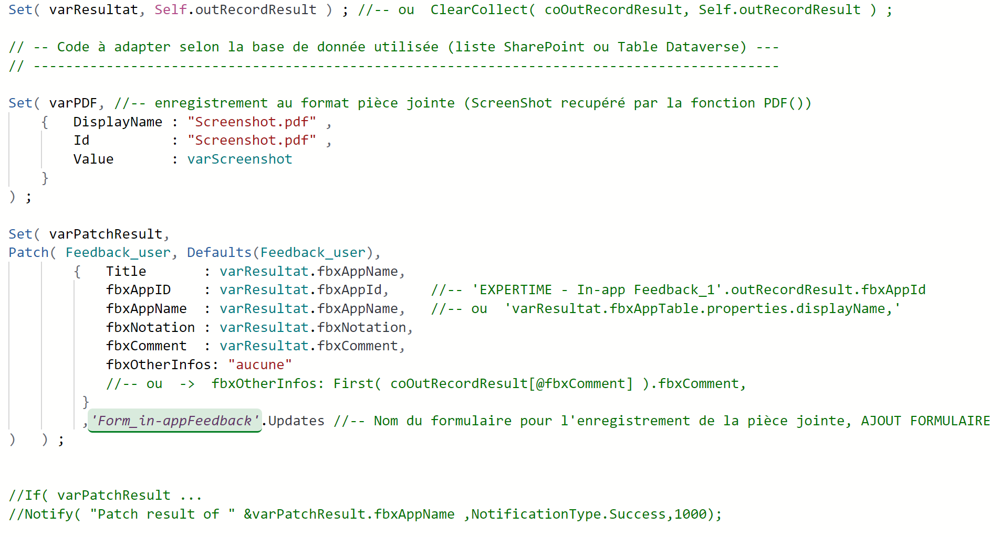 Set( varResultat, Self.outRecordResult ) ; //-- ou  ClearCollect( coOutRecordResult, Self.outRecordResult ) ;
// -- Code à adapter selon la base de donnée utilisée (liste SharePoint ou Table Dataverse) ---
// --------------------------------------------------------------------------------------------
Set( varPDF, //-- enregistrement au format pièce jointe (ScreenShot recupéré par la fonction PDF())
{   DisplayName : "Screenshot.pdf" ,
Id          : "Screenshot.pdf" ,
Value       : varScreenshot
}
) ;
Set( varPatchResult,
Patch( Feedback_user, Defaults(Feedback_user),
{   Title       : varResultat.fbxAppName,
fbxAppID    : varResultat.fbxAppId,     //-- 'EXPERTIME - In-app Feedback_1'.outRecordResult.fbxAppId
fbxAppName  : varResultat.fbxAppName,   //-- ou  'varResultat.fbxAppTable.properties.displayName,'
fbxNotation : varResultat.fbxNotation,
fbxComment  : varResultat.fbxComment,
fbxOtherInfos: "aucune"
//-- ou  ->  fbxOtherInfos: First( coOutRecordResult[@fbxComment] ).fbxComment,
}
,'Form_in-appFeedback'.Updates //-- Nom du formulaire pour l'enregistrement de la pièce jointe, AJOUT FORMULAIRE
)   ) ;
//If( varPatchResult ...
//Notify( "Patch result of " &varPatchResult.fbxAppName ,NotificationType.Success,1000);